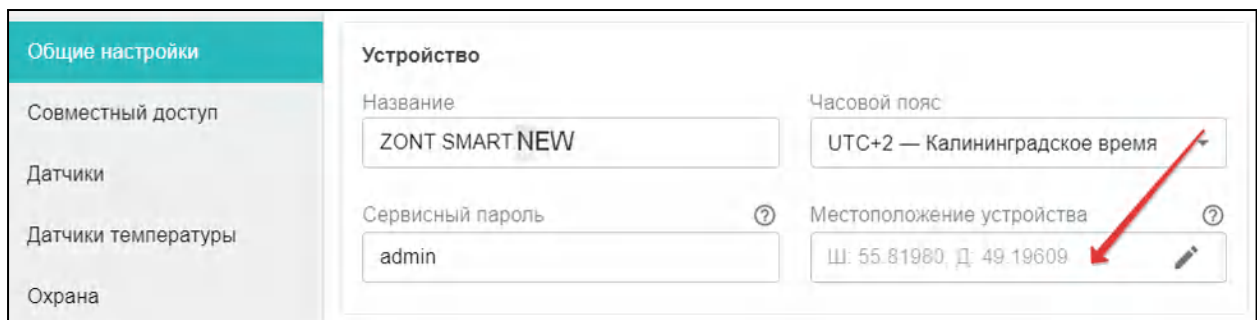 Общие настройки
Совместный доступ
Датчики
Датчики температуры
Охрана
Устройство
Название
ZONT SMART NEW
Часовой пояс
UTC+2 — Калининградское время
Сервисный пароль
admin
Местоположение устройства
Ш: 55.81980, Д: 49.19609